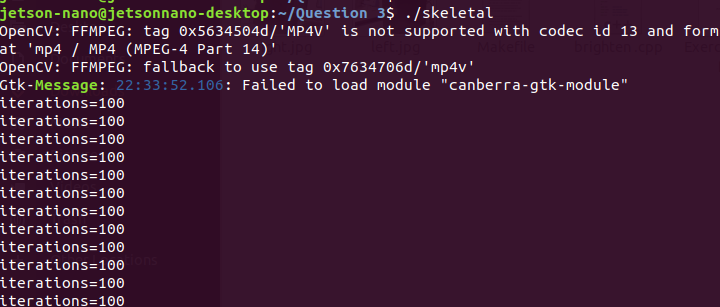 jetson-nano@jetsonnano-desktop:~/Question 3$ ./skeletal
OpenCV: FFMPEG: tag 0x5634504d/'MP4V' is not supported with codec id 13 and form
at 'mp4 / MP4 (MPEG-4 Part 14)'
OpenCV: FFMPEG: fallback to use tag 0x7634706d/'mp4v'
Gtk-Message: 22:33:52.106: Failed to load module "canberra-gtk-module"
iterations=100
iterations=100
iterations=100
iterations=100
iterations=100
iterations=100
iterations=100
iterations=100
iterations=100
iterations=100
iterations=100
iterations=100